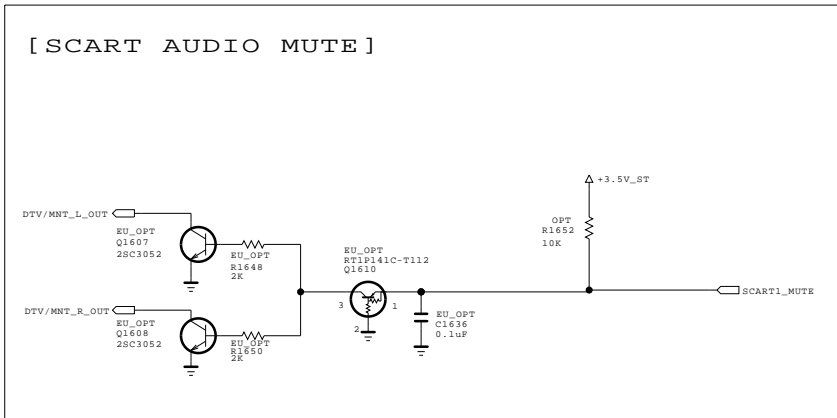 [SCART AUDIO MUTE]
+3.5V_ST
OPT
R1652
10K
DTV/MNT_L_OUT
EU_OPT
Q1607
2SC3052
EU_OPT
R1648
2K
EU_OPT
RT1P141C-T112
Q1610
3
1
2
EU_OPT
C1636
0.1uF
SCART1_MUTE
DTV/MNT_R_OUT
EU_OPT
Q1608
2SC3052
EU_OPT
R1650
2K